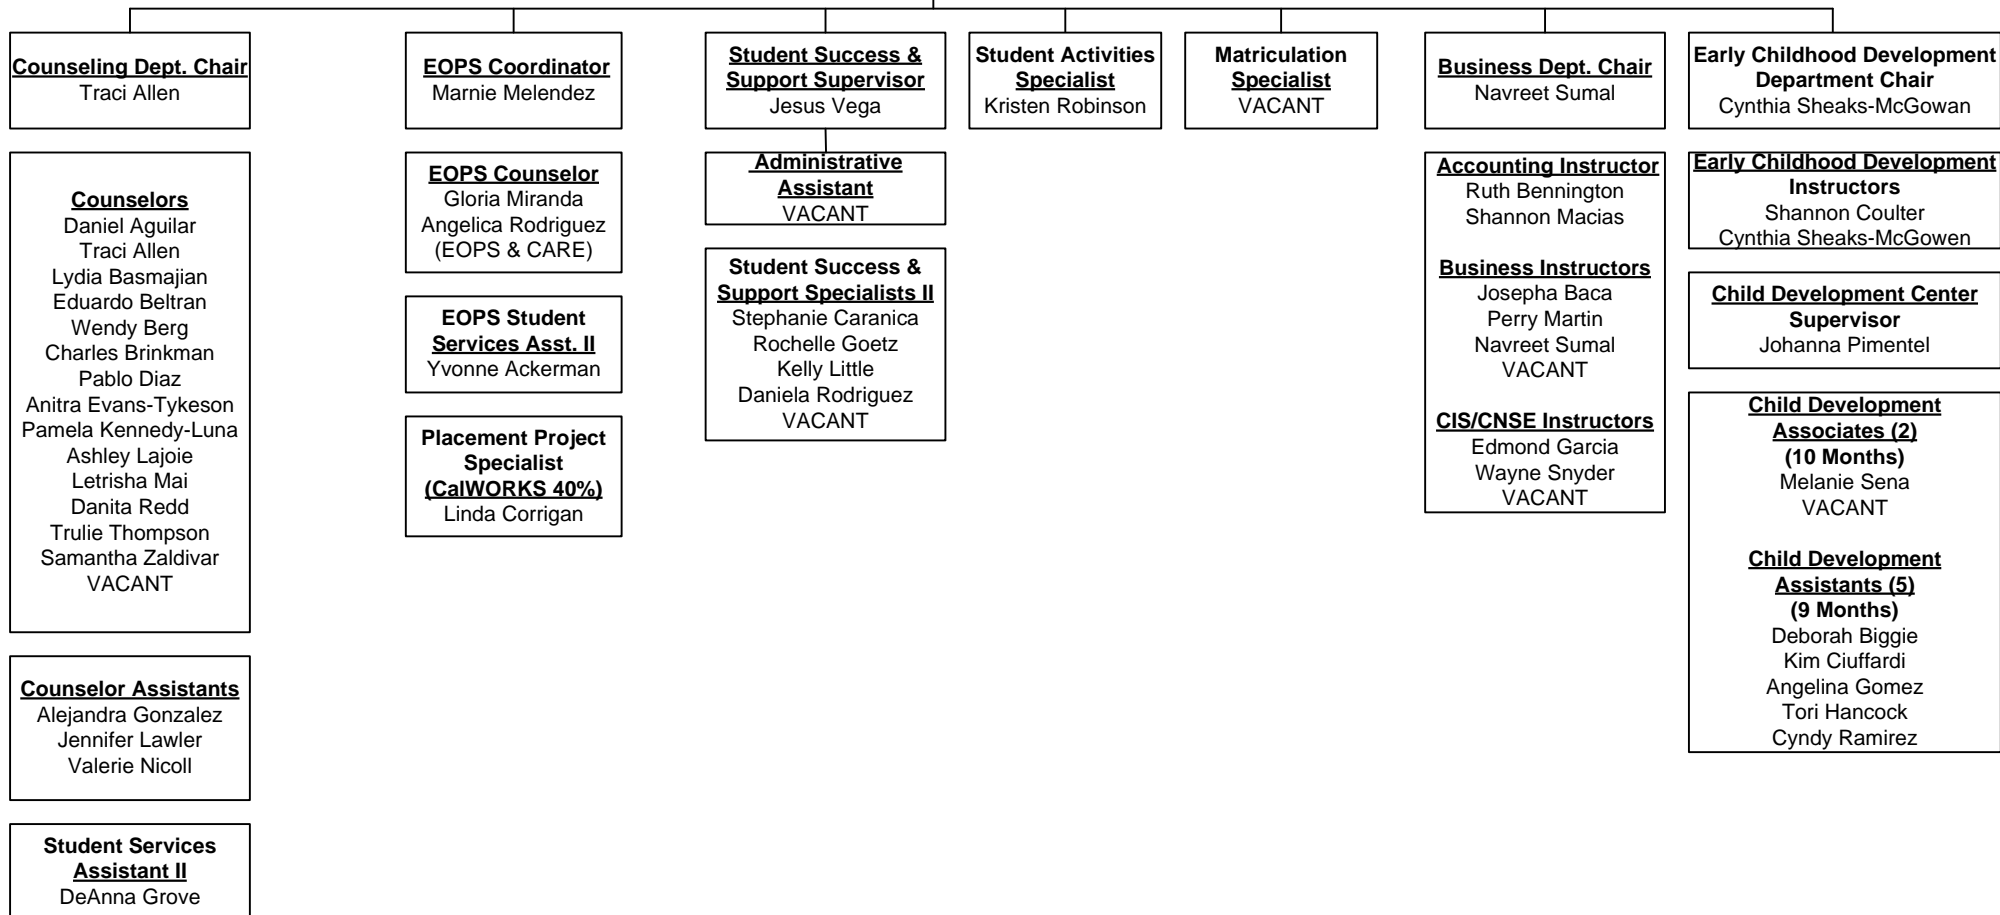 Counseling Dept. Chair
Traci Allen
Counselors
Daniel Aguilar
Traci Allen
Lydia Basmajian
Eduardo Beltran
Wendy Berg
Charles Brinkman
Pablo Diaz
Anitra Evans-Tykeson
Pamela Kennedy-Luna
Ashley Lajoie
Letrisha Mai
Danita Redd
Trulie Thompson
Samantha Zaldivar
VACANT
Counselor Assistants
Alejandra Gonzalez
Jennifer Lawler
Valerie Nicoll
Student Services
Assistant II
DeAnna Grove
EOPS Coordinator
Marnie Melendez
EOPS Counselor
Gloria Miranda
Angelica Rodriguez
(EOPS & CARE)
EOPS Student
Services Asst. II
Yvonne Ackerman
Placement Project
Specialist
(CalWORKS 40%)
Linda Corrigan
Student Success &
Support Supervisor
Jesus Vega
Administrative
Assistant
VACANT
Student Success &
Support Specialists II
Stephanie Caranica
Rochelle Goetz
Kelly Little
Daniela Rodriguez
VACANT
Student Activities
Specialist
Kristen Robinson
Matriculation
Specialist
VACANT
Business Dept. Chair
Navreet Sumal
Accounting Instructor
Ruth Bennington
Shannon Macias
Business Instructors
Josepha Baca
Perry Martin
Navreet Sumal
VACANT
CIS/CNSE Instructors
Edmond Garcia
Wayne Snyder
VACANT
Early Childhood Development
Department Chair
Cynthia Sheaks-McGowan
Early Childhood Development
Instructors
Shannon Coulter
Cynthia Sheaks-McGowen
Child Development Center
Supervisor
Johanna Pimentel
Child Development
Associates (2)
(10 Months)
Melanie Sena
VACANT
Child Development
Assistants (5)
(9 Months)
Deborah Biggie
Kim Ciuffardi
Angelina Gomez
Tori Hancock
Cyndy Ramirez